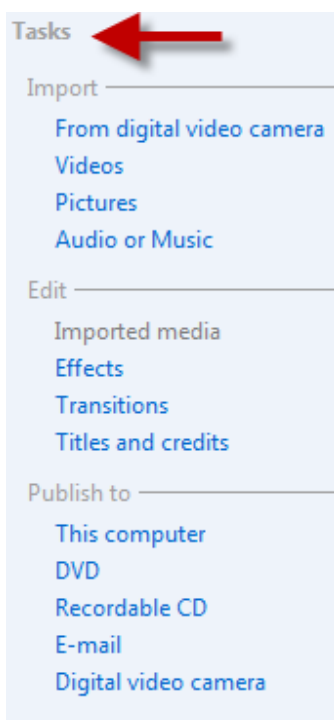 Tasks
Import
From digital video camera
Videos
Pictures
Audio or Music
Edit
Imported media
Effects
Transitions
Titles and credits
Publish to
This computer
DVD
Recordable CD
E-mail
Digital video camera